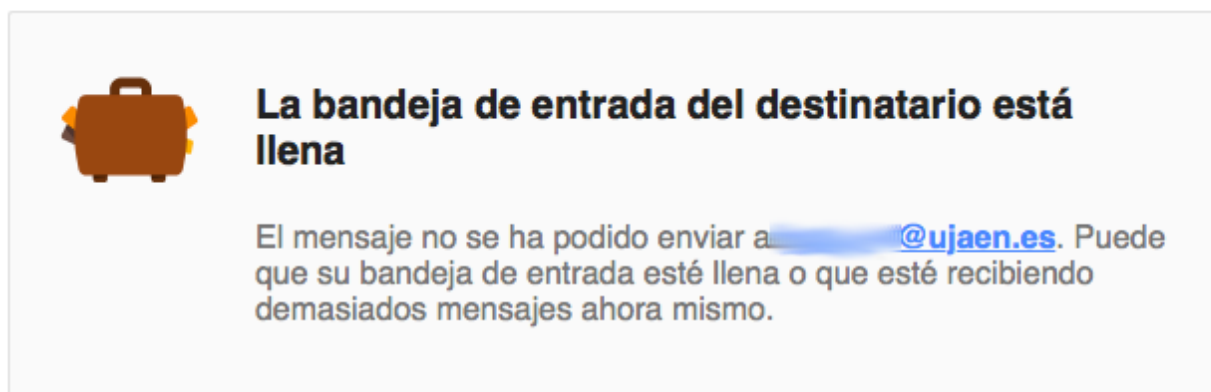 La bandeja de entrada del destinatario está
llena
El mensaje no se ha podido enviar a @ujaen.es. Puede
que su bandeja de entrada esté llena o que esté recibiendo
demasiados mensajes ahora mismo.